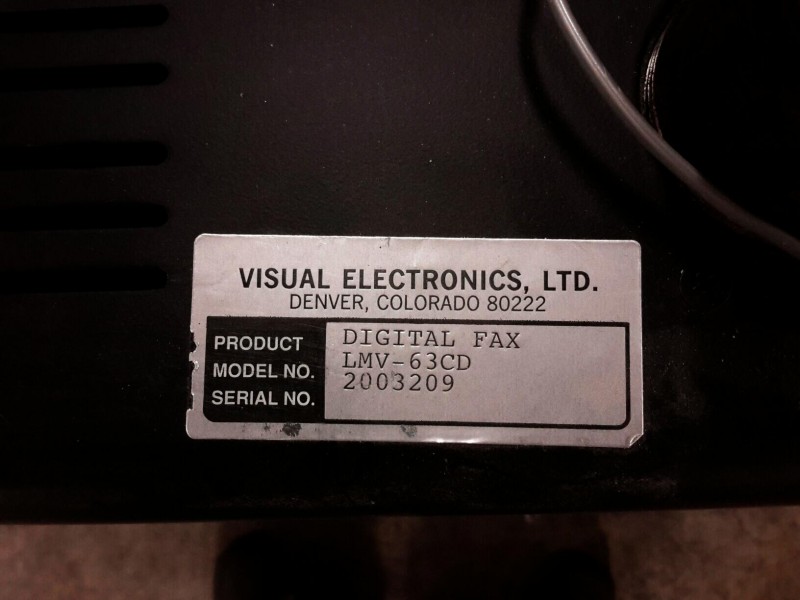 VISUAL ELECTRONICS, LTD.
DENVER, COLORADO 80222
PRODUCT DIGITAL FAX
MODEL NO. LMV-63CD
SERIAL NO. 2003209